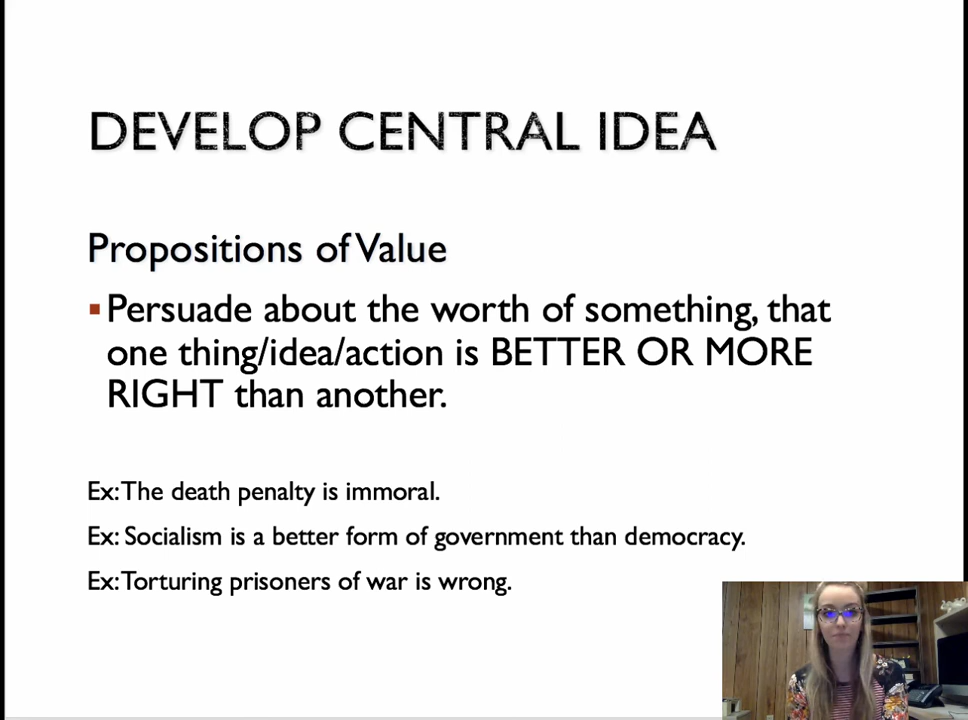 DEVELOP CENTRAL IDEA
Propositions of Value
▪Persuade about the worth of something, that
one thing/idea/action is BETTER OR MORE
RIGHT than another.
Ex: The death penalty is immoral.
Ex: Socialism is a better form of government than democracy.
Ex: Torturing prisoners of war is wrong.